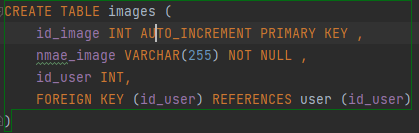 CREATE TABLE images (
id_image INT AUTO_INCREMENT PRIMARY KEY ,
nmae_image VARCHAR(255) NOT NULL ,
id_user INT,
FOREIGN KEY (id_user) REFERENCES user (id_user)
)